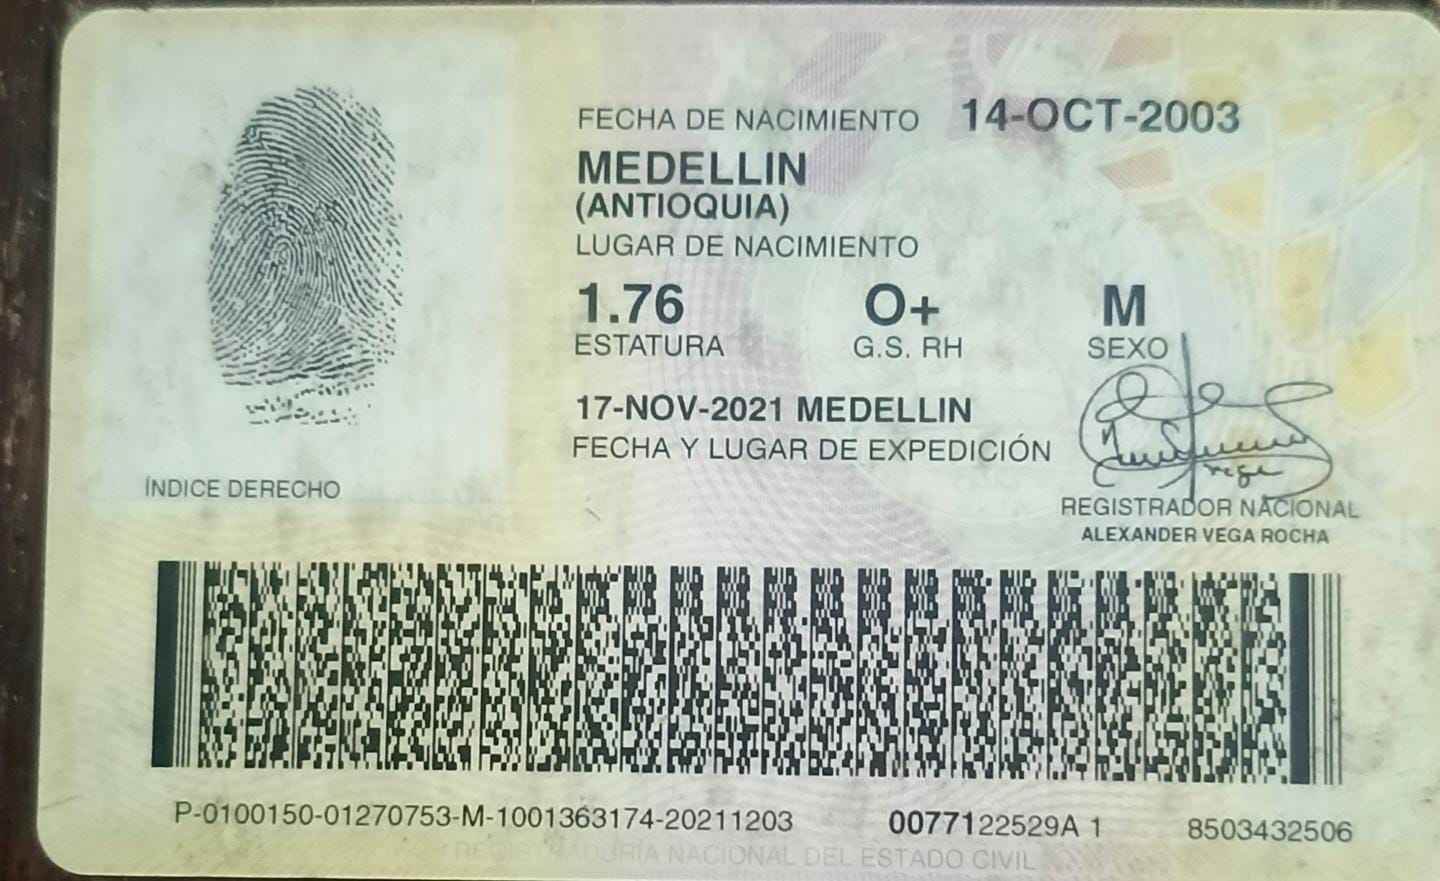 FECHA DE NACIMIENTO 14-OCT-2003
MEDELLIN
(ANTIOQUIA)
LUGAR DE NACIMIENTO
1.76 O+ M
ESTATURA G.S. RH SEXO
17-NOV-2021 MEDELLIN
FECHA Y LUGAR DE EXPEDICIÓN
ÍNDICE DERECHO
REGISTRADOR NACIONAL
ALEXANDER VEGA ROCHA
P-0100150-01270753-M-1001363174-20211203 0077122529A 1 8503432506
REGISTRADURÍA NACIONAL DEL ESTADO CIVIL